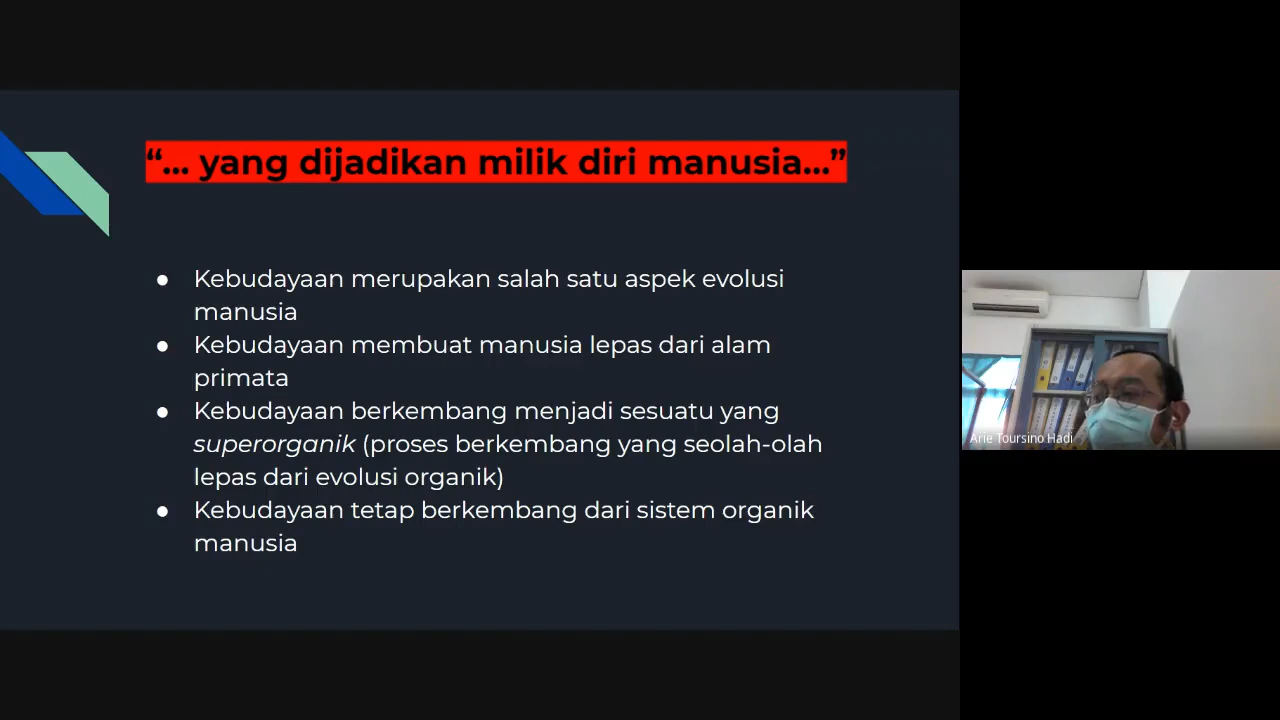 “... yang dijadikan milik diri manusia...”
● Kebudayaan merupakan salah satu aspek evolusi
manusia
● Kebudayaan membuat manusia lepas dari alam
primata
● Kebudayaan berkembang menjadi sesuatu yang
superorganik (proses berkembang yang seolah-olah
lepas dari evolusi organik)
● Kebudayaan tetap berkembang dari sistem organik
manusia
Arie Toursino Hadi